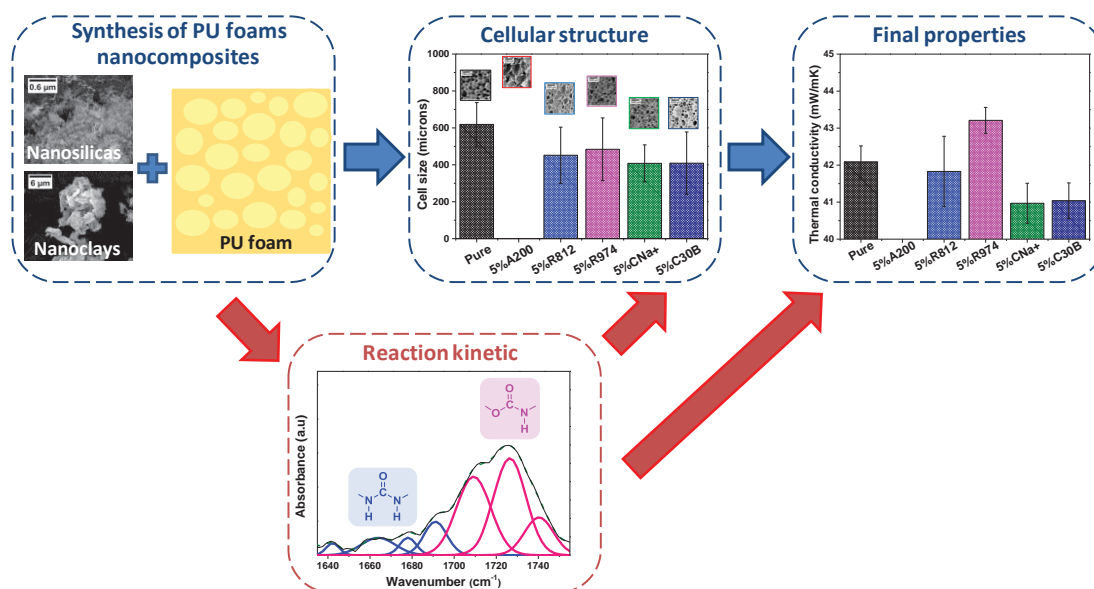 Synthesis of PU foams
nanocomposites
0.6 µm
Nanosilicas
6 µm
Nanoclays
PU foam
Cellular structure
Cell size (microns)
1000
800
600
400
200
0
Pure
5%A200
5%R812
5%R974
5%CNa+
5%C30B
Final properties
Thermal conductivity (mW/mK)
45
44
43
42
41
40
Pure
5%A200
5%R812
5%R974
5%CNa+
5%C30B
Reaction kinetic
Absorbance (a.u)
O
O C N
H
O
N C N
H H
1640 1660 1680 1700 1720 1740
Wavenumber (cm⁻¹)